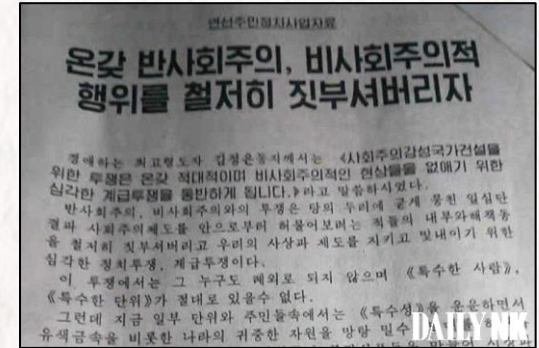 연선주민정치사업자료
온갖 반사회주의, 비사회주의적
행위를 철저히 짓부셔버리자
경애하는 최고령도자 김정은동지께서는 《사회주의강성국가건설을
위한 투쟁은 온갖 적대적이며 비사회주의적인 현상들을 없애기 위한
심각한 계급투쟁을 동반하게 됩니다.》라고 말씀하시였다.
반사회주의, 비사회주의와의 투쟁은 당의 두리에 굳게 뭉친 일심단
결과 사회주의제도를 안으로부터 허물어보려는 적들의 내부와해책동
을 철저히 짓부셔버리고 우리의 사상과 제도를 지키고 빛내이기 위한
심각한 정치투쟁, 계급투쟁이다.
이 투쟁에서는 그 누구도 례외로 되지 않으며 《특수한 사람》,
《특수한 단위》가 절대로 있을수 없다.
그런데 지금 일부 단위와 주민들속에서는 《특수성》을 운운하면서
유색금속을 비롯한 나라의 귀중한 자원을 망탕 밀수
DAILY NK